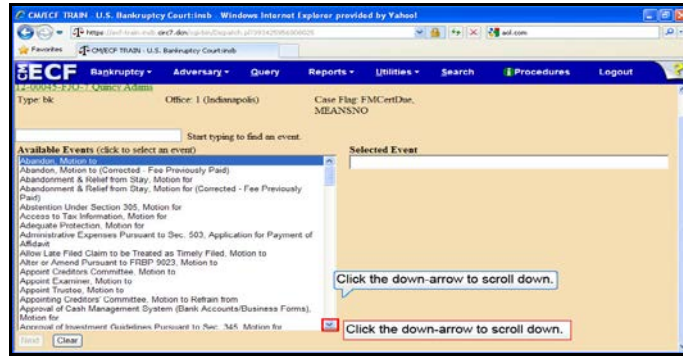 CM/ECF TRAIN - U.S. Bankruptcy Court:insb - Windows Internet Explorer provided by Yahoo!
aol.com
Favorites CM/ECF TRAIN - U.S. Bankruptcy Court:insb
ECF Bankruptcy Adversary Query Reports Utilities Search Procedures Logout
12-00045-FJO-7 Quincy Adams
Type: bk Office: 1 (Indianapolis) Case Flag: FMCertDue,
MEANSNO
Start typing to find an event.
Available Events (click to select an event) Selected Event
Abandon, Motion to
Abandon, Motion to (Corrected - Fee Previously Paid)
Abandonment & Relief from Stay, Motion for
Abandonment & Relief from Stay, Motion for (Corrected - Fee Previously
Paid)
Abstention Under Section 305, Motion for
Access to Tax Information, Motion for
Adequate Protection, Motion for
Administrative Expenses Pursuant to Sec. 503, Application for Payment of
Affidavit
Allow Late Filed Claim to be Treated as Timely Filed, Motion to
Alter or Amend Pursuant to FRBP 9023, Motion to
Appoint Creditors Committee, Motion to
Appoint Examiner, Motion to
Appoint Trustee, Motion to
Appointing Creditors' Committee, Motion to Refrain from
Approval of Cash Management System (Bank Accounts/Business Forms),
Motion for
Approval of Investment Guidelines Pursuant to Sec. 345, Motion for
Click the down-arrow to scroll down.
Click the down-arrow to scroll down.
Next Clear